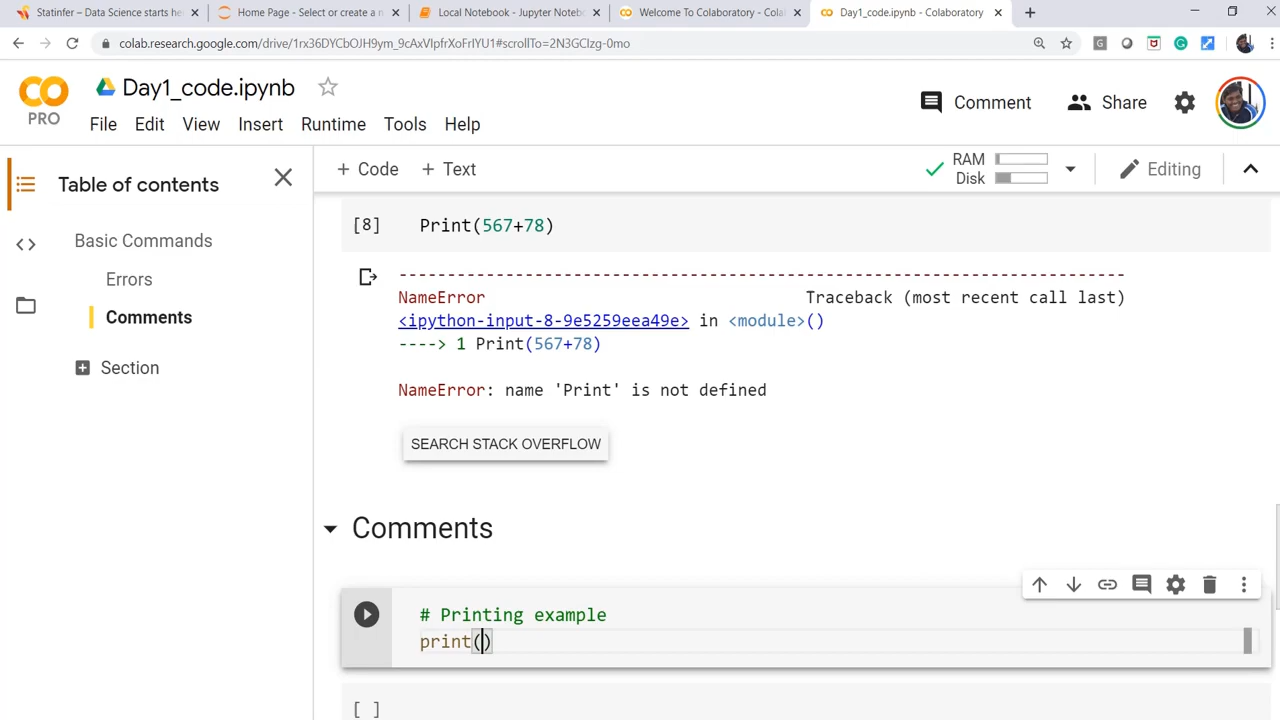 Statinfer – Data Science starts he
Home Page - Select or create a n
Local Notebook - Jupyter Noteb
Welcome To Colaboratory - Cola
Day1_code.ipynb - Colaboratory
colab.research.google.com/drive/1rx36DYCbOJH9ym_9cAxVIpfrXoFrIYU1#scrollTo=2N3GClzg-0mo
CO
PRO
Day1_code.ipynb
Comment
Share
File Edit View Insert Runtime Tools Help
Table of contents
+ Code + Text
RAM
Disk
Editing
Basic Commands
Errors
Comments
Section
[8] Print(567+78)
---------------------------------------------------------------------------
NameError Traceback (most recent call last)
<ipython-input-8-9e5259eea49e> in <module>()
----> 1 Print(567+78)
NameError: name 'Print' is not defined
SEARCH STACK OVERFLOW
Comments
# Printing example
print()
[ ]